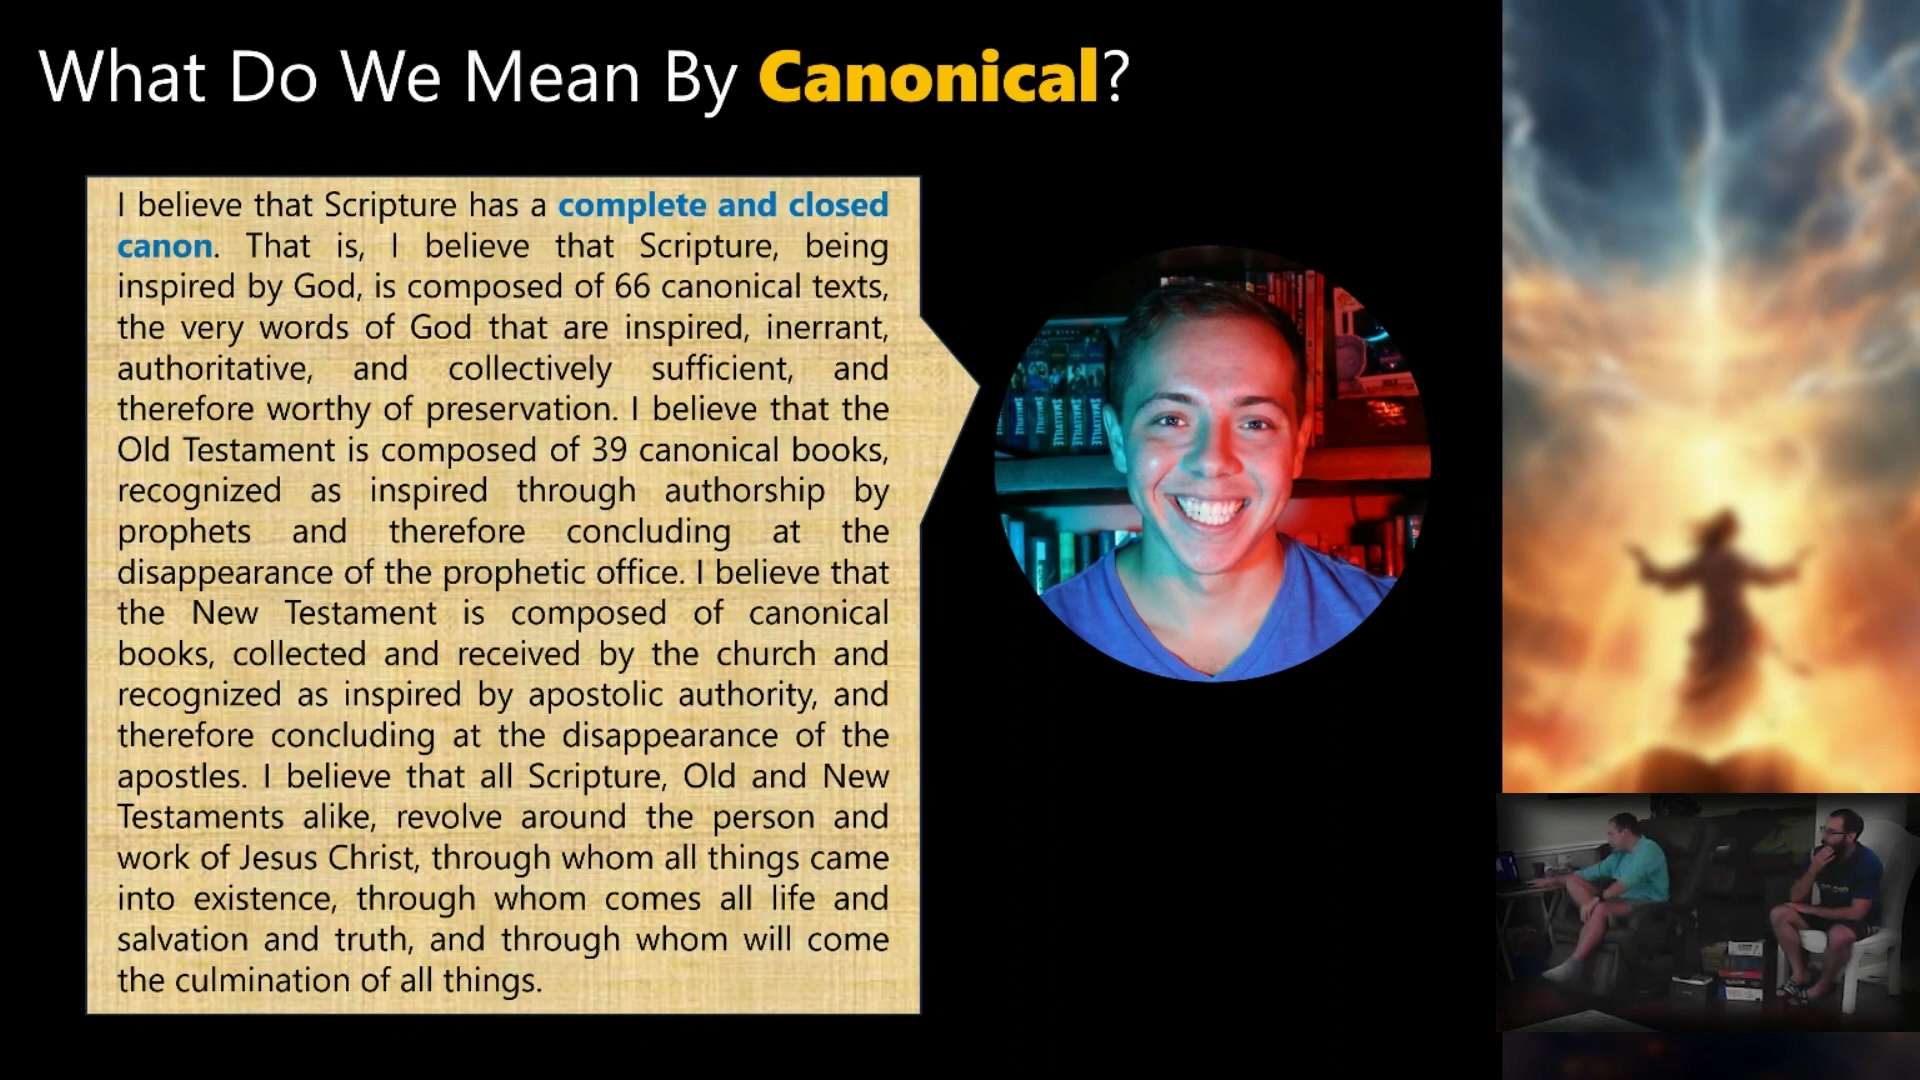 What Do We Mean By Canonical?
I believe that Scripture has a complete and closed
canon. That is, I believe that Scripture, being
inspired by God, is composed of 66 canonical texts,
the very words of God that are inspired, inerrant,
authoritative, and collectively sufficient, and
therefore worthy of preservation. I believe that the
Old Testament is composed of 39 canonical books,
recognized as inspired through authorship by
prophets and therefore concluding at the
disappearance of the prophetic office. I believe that
the New Testament is composed of canonical
books, collected and received by the church and
recognized as inspired by apostolic authority, and
therefore concluding at the disappearance of the
apostles. I believe that all Scripture, Old and New
Testaments alike, revolve around the person and
work of Jesus Christ, through whom all things came
into existence, through whom comes all life and
salvation and truth, and through whom will come
the culmination of all things.
SMALLVILLE
SMALLVILLE
SMALLVILLE
SMALLVILLE